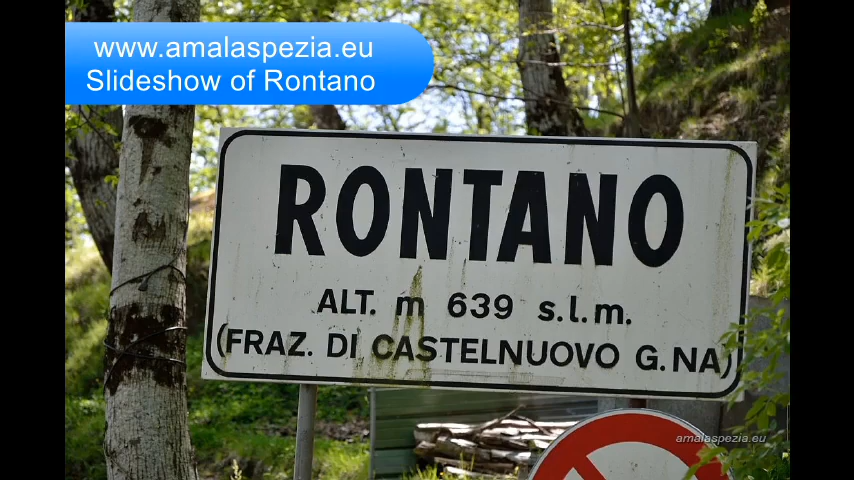 www.amalaspezia.eu
Slideshow of Rontano
RONTANO
ALT. m 639 s.l.m.
(FRAZ. DI CASTELNUOVO G.NA)
amalaspezia.eu